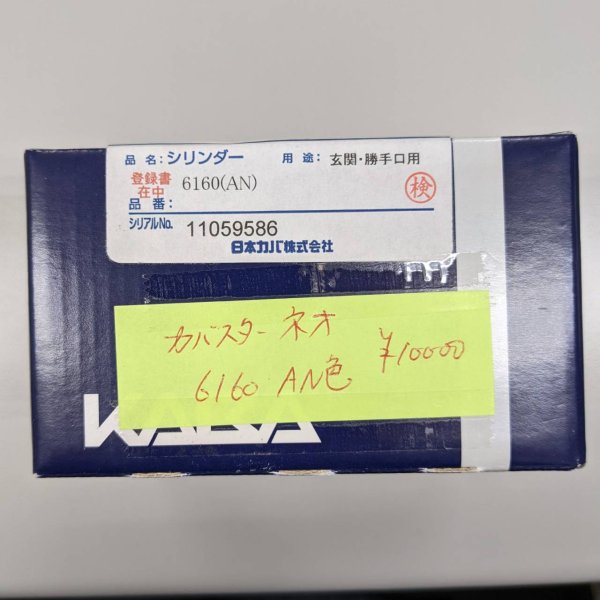 品 名：シリンダー 用 途：玄関・勝手口用
登録書
在中
6160(AN)
検
品 番：
シリアルNo. 11059586
日本カバ株式会社
カバスター ネオ ¥10000
6160 AN色
KABA